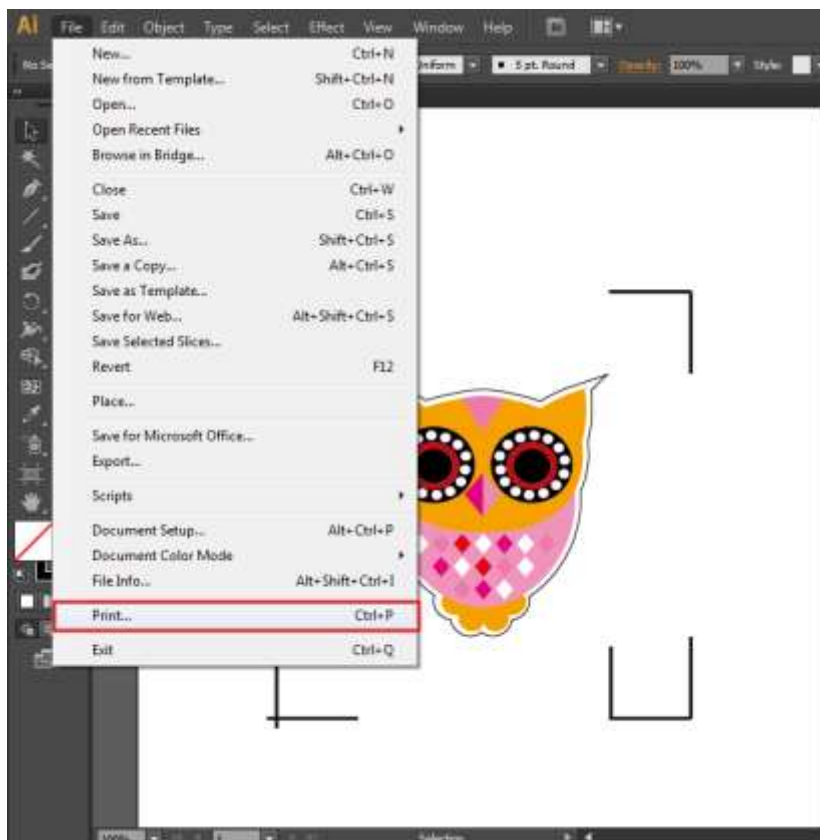 Ai File Edit Object Type Select Effect View Window Help
Uniform 5 pt. Round Opacity: 100% Style:
New... Ctrl+N
New from Template... Shift+Ctrl+N
Open... Ctrl+O
Open Recent Files
Browse in Bridge... Alt+Ctrl+O
Close Ctrl+W
Save Ctrl+S
Save As... Shift+Ctrl+S
Save a Copy... Alt+Ctrl+S
Save as Template...
Save for Web... Alt+Shift+Ctrl+S
Save Selected Slices...
Revert F12
Place...
Save for Microsoft Office...
Export...
Scripts
Document Setup... Alt+Ctrl+P
Document Color Mode
File Info... Alt+Shift+Ctrl+I
Print... Ctrl+P
Exit Ctrl+Q
100% 1 Selection